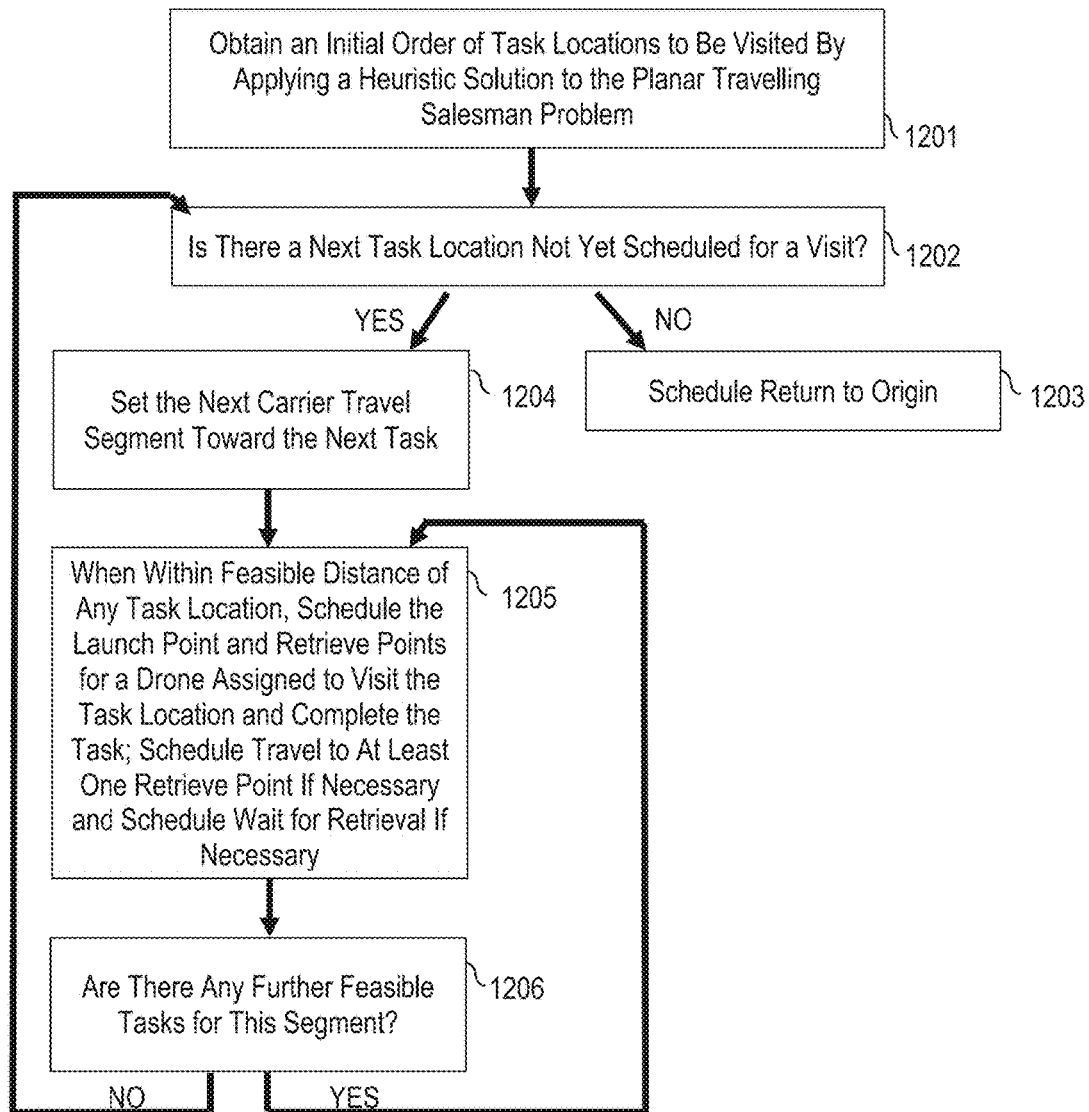 Obtain an Initial Order of Task Locations to Be Visited By
Applying a Heuristic Solution to the Planar Travelling
Salesman Problem
1201
Is There a Next Task Location Not Yet Scheduled for a Visit?
1202
YES
NO
Set the Next Carrier Travel
Segment Toward the Next Task
1204
Schedule Return to Origin
1203
When Within Feasible Distance of
Any Task Location, Schedule the
Launch Point and Retrieve Points
for a Drone Assigned to Visit the
Task Location and Complete the
Task; Schedule Travel to At Least
One Retrieve Point If Necessary
and Schedule Wait for Retrieval If
Necessary
1205
Are There Any Further Feasible
Tasks for This Segment?
1206
NO
YES